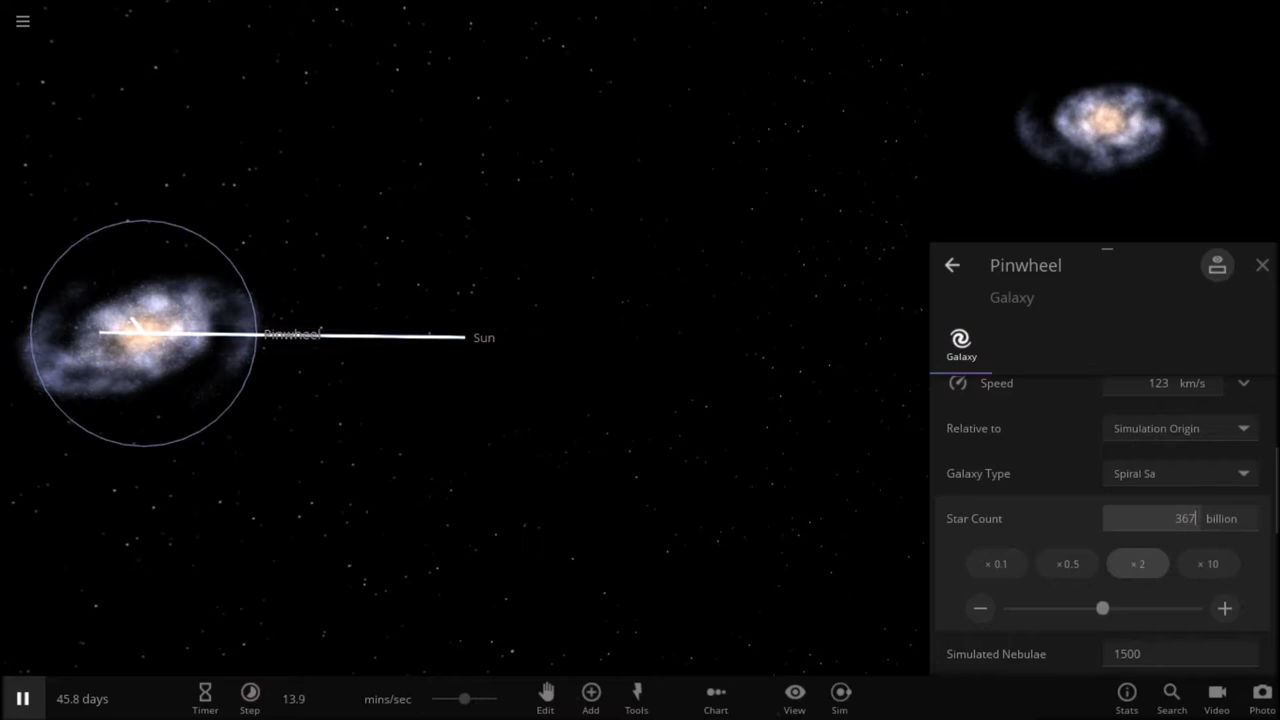 Pinwheel
Sun
Pinwheel
Galaxy
Galaxy
Speed 123 km/s
Relative to Simulation Origin
Galaxy Type Spiral Sa
Star Count 367 billion
× 0.1 × 0.5 × 2 × 10
Simulated Nebulae 1500
45.8 days Timer Step 13.9 mins/sec Edit Add Tools Chart View Sim Stats Search Video Photo